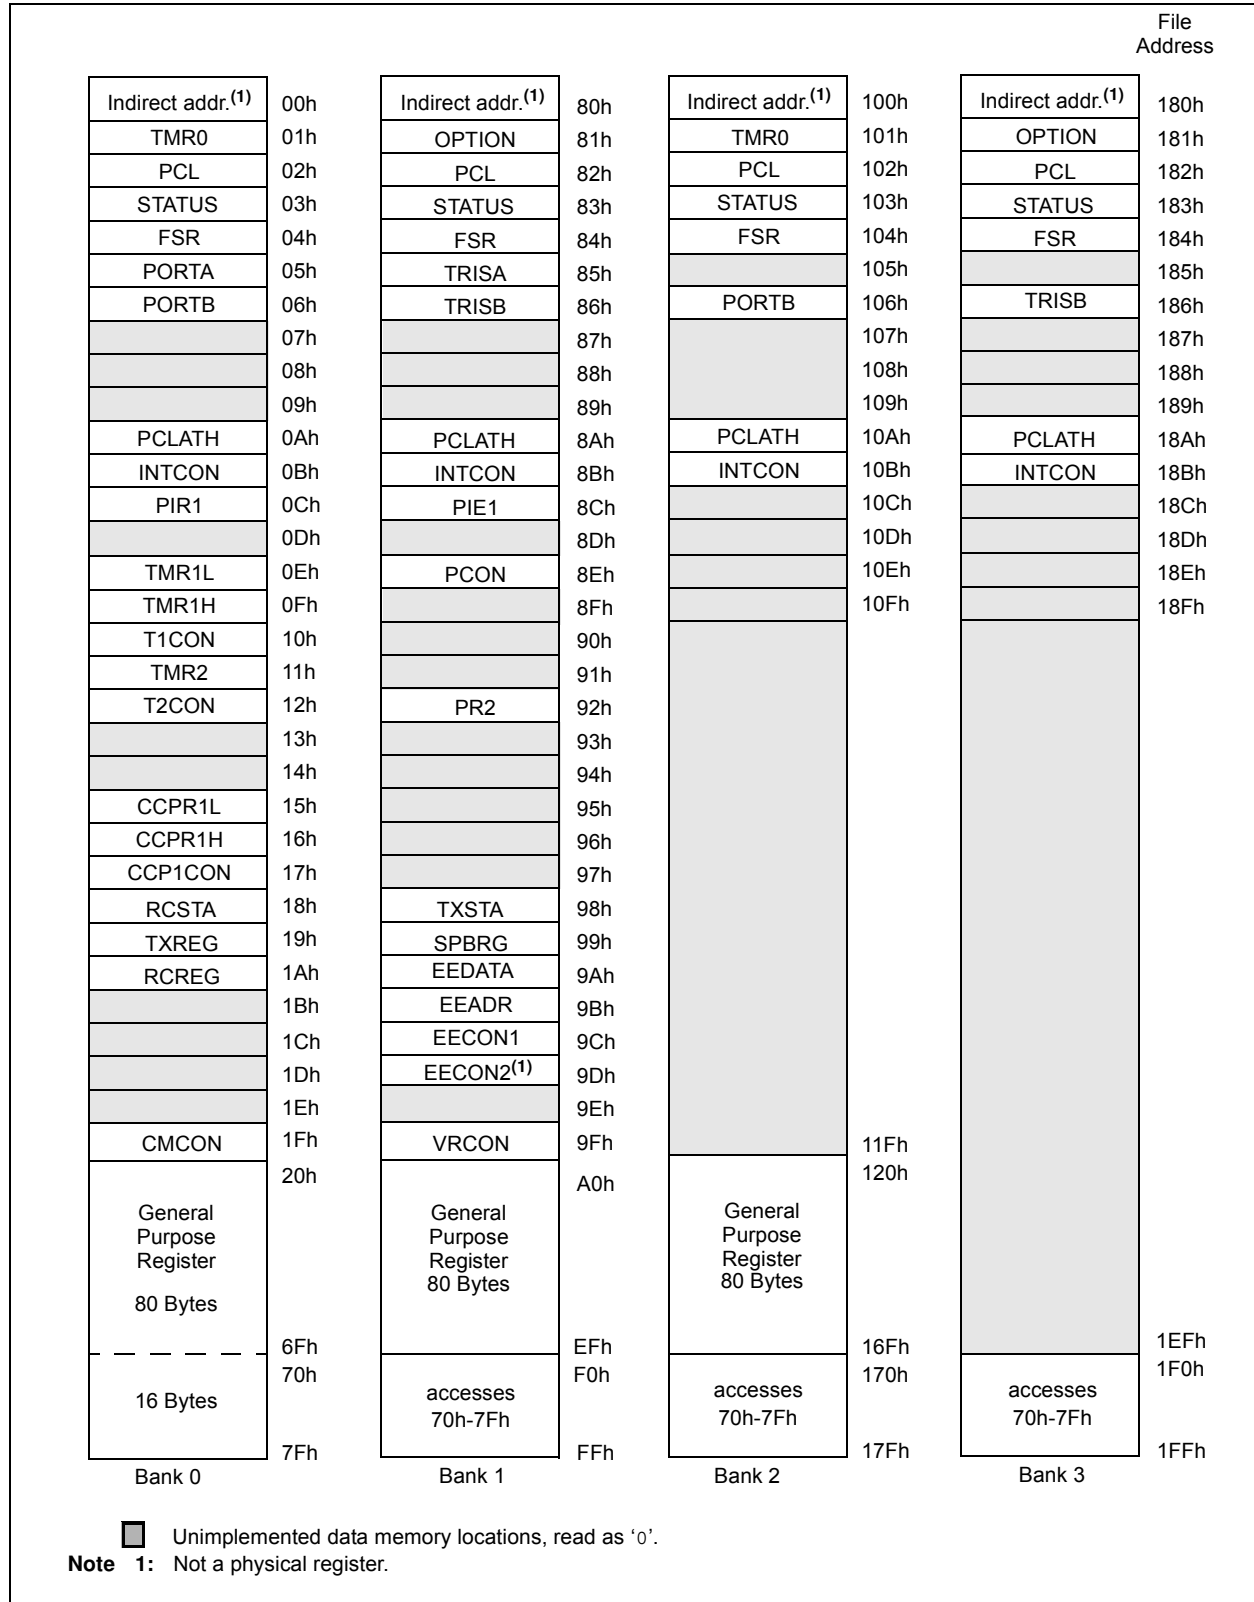 File
Address
Indirect addr.(1) 00h
TMR0 01h
PCL 02h
STATUS 03h
FSR 04h
PORTA 05h
PORTB 06h
07h
08h
09h
PCLATH 0Ah
INTCON 0Bh
PIR1 0Ch
0Dh
TMR1L 0Eh
TMR1H 0Fh
T1CON 10h
TMR2 11h
T2CON 12h
13h
14h
CCPR1L 15h
CCPR1H 16h
CCP1CON 17h
RCSTA 18h
TXREG 19h
RCREG 1Ah
1Bh
1Ch
1Dh
1Eh
CMCON 1Fh
20h
General
Purpose
Register
80 Bytes
6Fh
70h
16 Bytes
7Fh
Bank 0
Indirect addr.(1) 80h
OPTION 81h
PCL 82h
STATUS 83h
FSR 84h
TRISA 85h
TRISB 86h
87h
88h
89h
PCLATH 8Ah
INTCON 8Bh
PIE1 8Ch
8Dh
PCON 8Eh
8Fh
90h
91h
PR2 92h
93h
94h
95h
96h
97h
TXSTA 98h
SPBRG 99h
EEDATA 9Ah
EEADR 9Bh
EECON1 9Ch
EECON2(1) 9Dh
9Eh
VRCON 9Fh
A0h
General
Purpose
Register
80 Bytes
EFh
F0h
accesses
70h-7Fh
FFh
Bank 1
Indirect addr.(1) 100h
TMR0 101h
PCL 102h
STATUS 103h
FSR 104h
105h
PORTB 106h
107h
108h
109h
PCLATH 10Ah
INTCON 10Bh
10Ch
10Dh
10Eh
10Fh
11Fh
120h
General
Purpose
Register
80 Bytes
16Fh
170h
accesses
70h-7Fh
17Fh
Bank 2
Indirect addr.(1) 180h
OPTION 181h
PCL 182h
STATUS 183h
FSR 184h
185h
TRISB 186h
187h
188h
189h
PCLATH 18Ah
INTCON 18Bh
18Ch
18Dh
18Eh
18Fh
1EFh
1F0h
accesses
70h-7Fh
1FFh
Bank 3
Unimplemented data memory locations, read as ‘0’.
Note 1: Not a physical register.